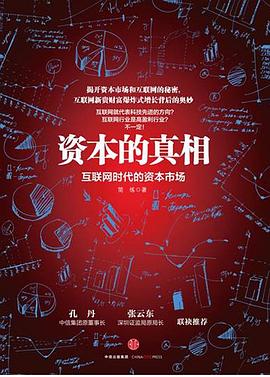 揭开资本市场和互联网的秘密，
互联网新贵财富爆炸式增长背后的奥妙
互联网就代表科技先进的方向？
互联网行业是高盈利行业？
不一定！
资本的真相
互联网时代的资本市场
简 练◎著
孔 丹
中信集团原董事长
张云东
深圳证监局原局长
联袂推荐
中信出版集团
CHINA CITIC PRESS